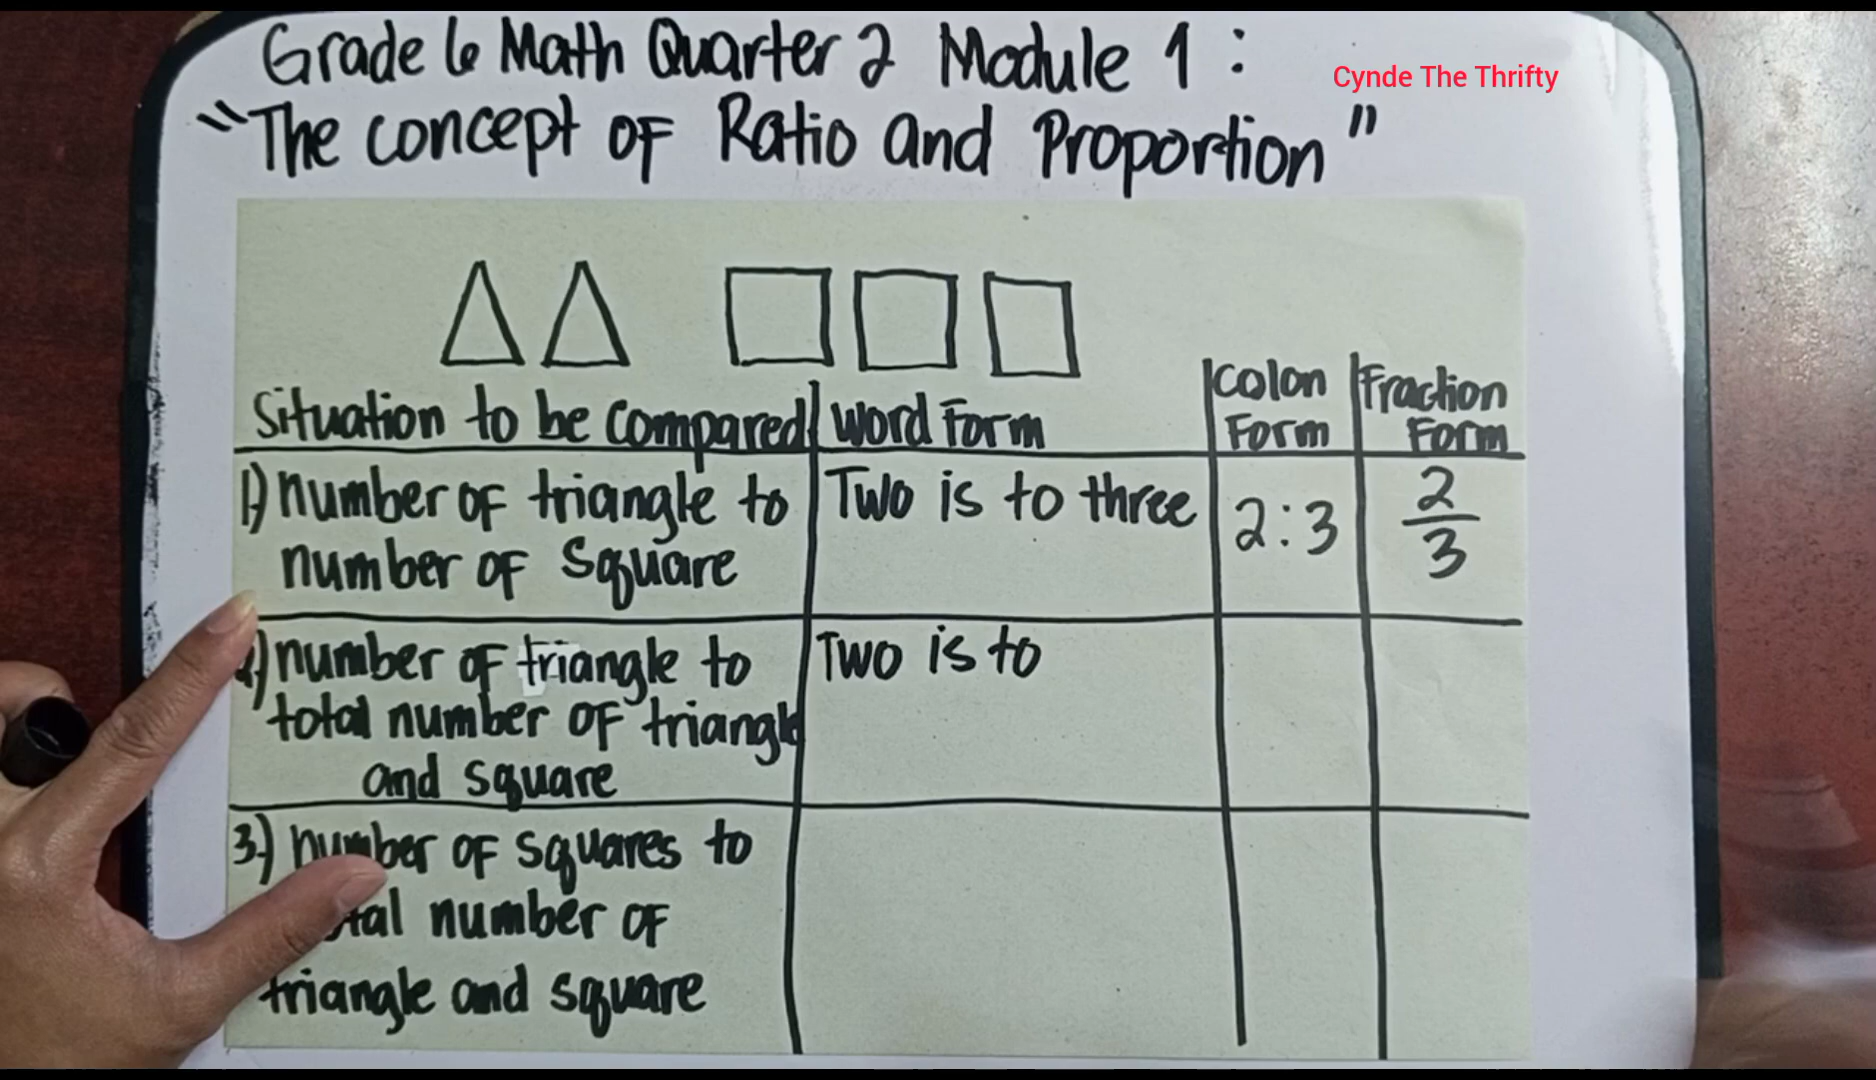 Grade 6 Math Quarter 2 Module 1:
Cynde The Thrifty
"The concept of Ratio and Proportion"
Situation to be compared
Word Form
Colon
Form
Fraction
Form
1.) number of triangle to
number of square
Two is to three
2:3
2
3
number of triangle to
total number of triangle
and square
Two is to
3.) number of squares to
number of
triangle and square